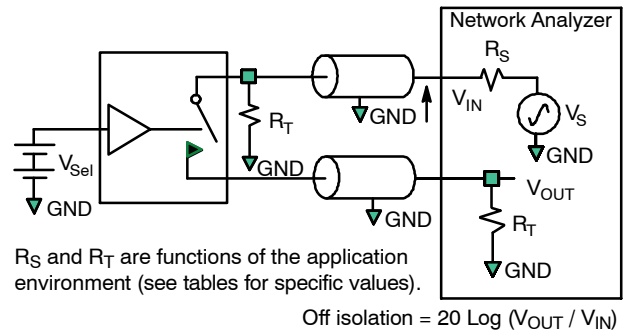 Network Analyzer
R_S
GND
V_IN
V_S
R_T
GND
V_Sel
GND
GND
V_OUT
GND
GND
R_T
GND
R_S and R_T are functions of the application
environment (see tables for specific values).
Off isolation = 20 Log (V_OUT / V_IN)